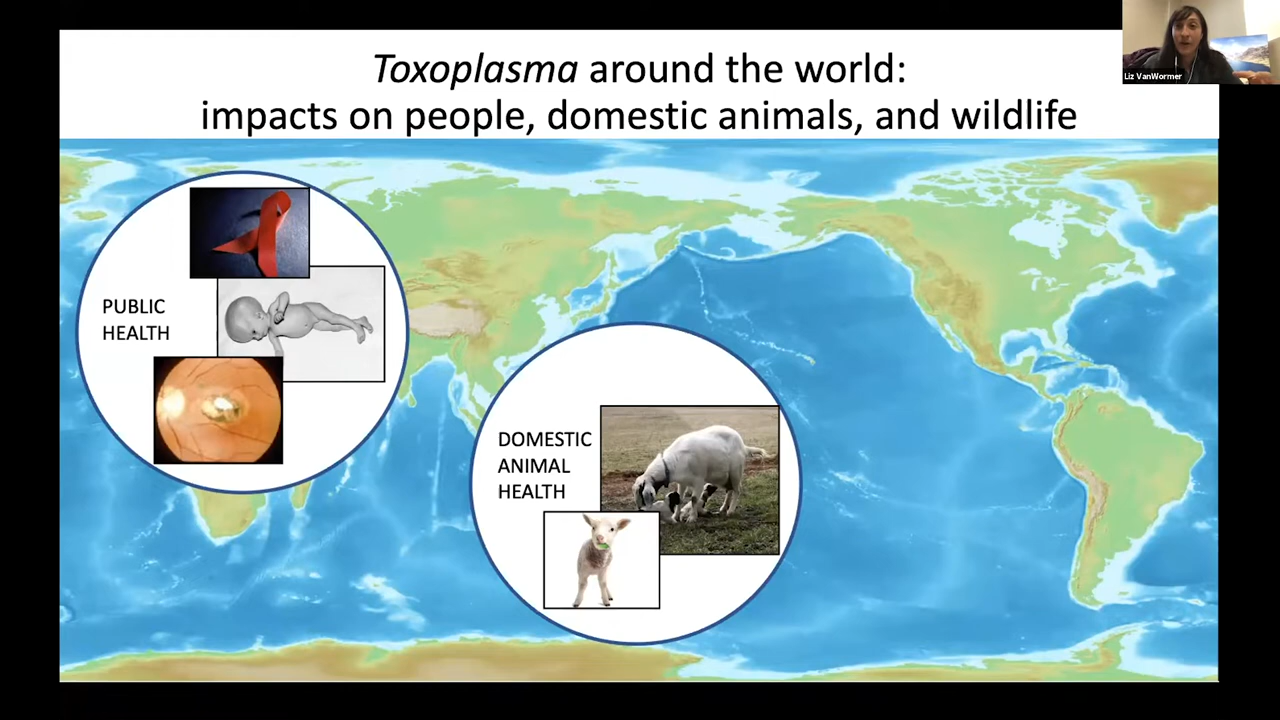 Toxoplasma around the world:
impacts on people, domestic animals, and wildlife
Liz VanWormer
PUBLIC
HEALTH
DOMESTIC
ANIMAL
HEALTH